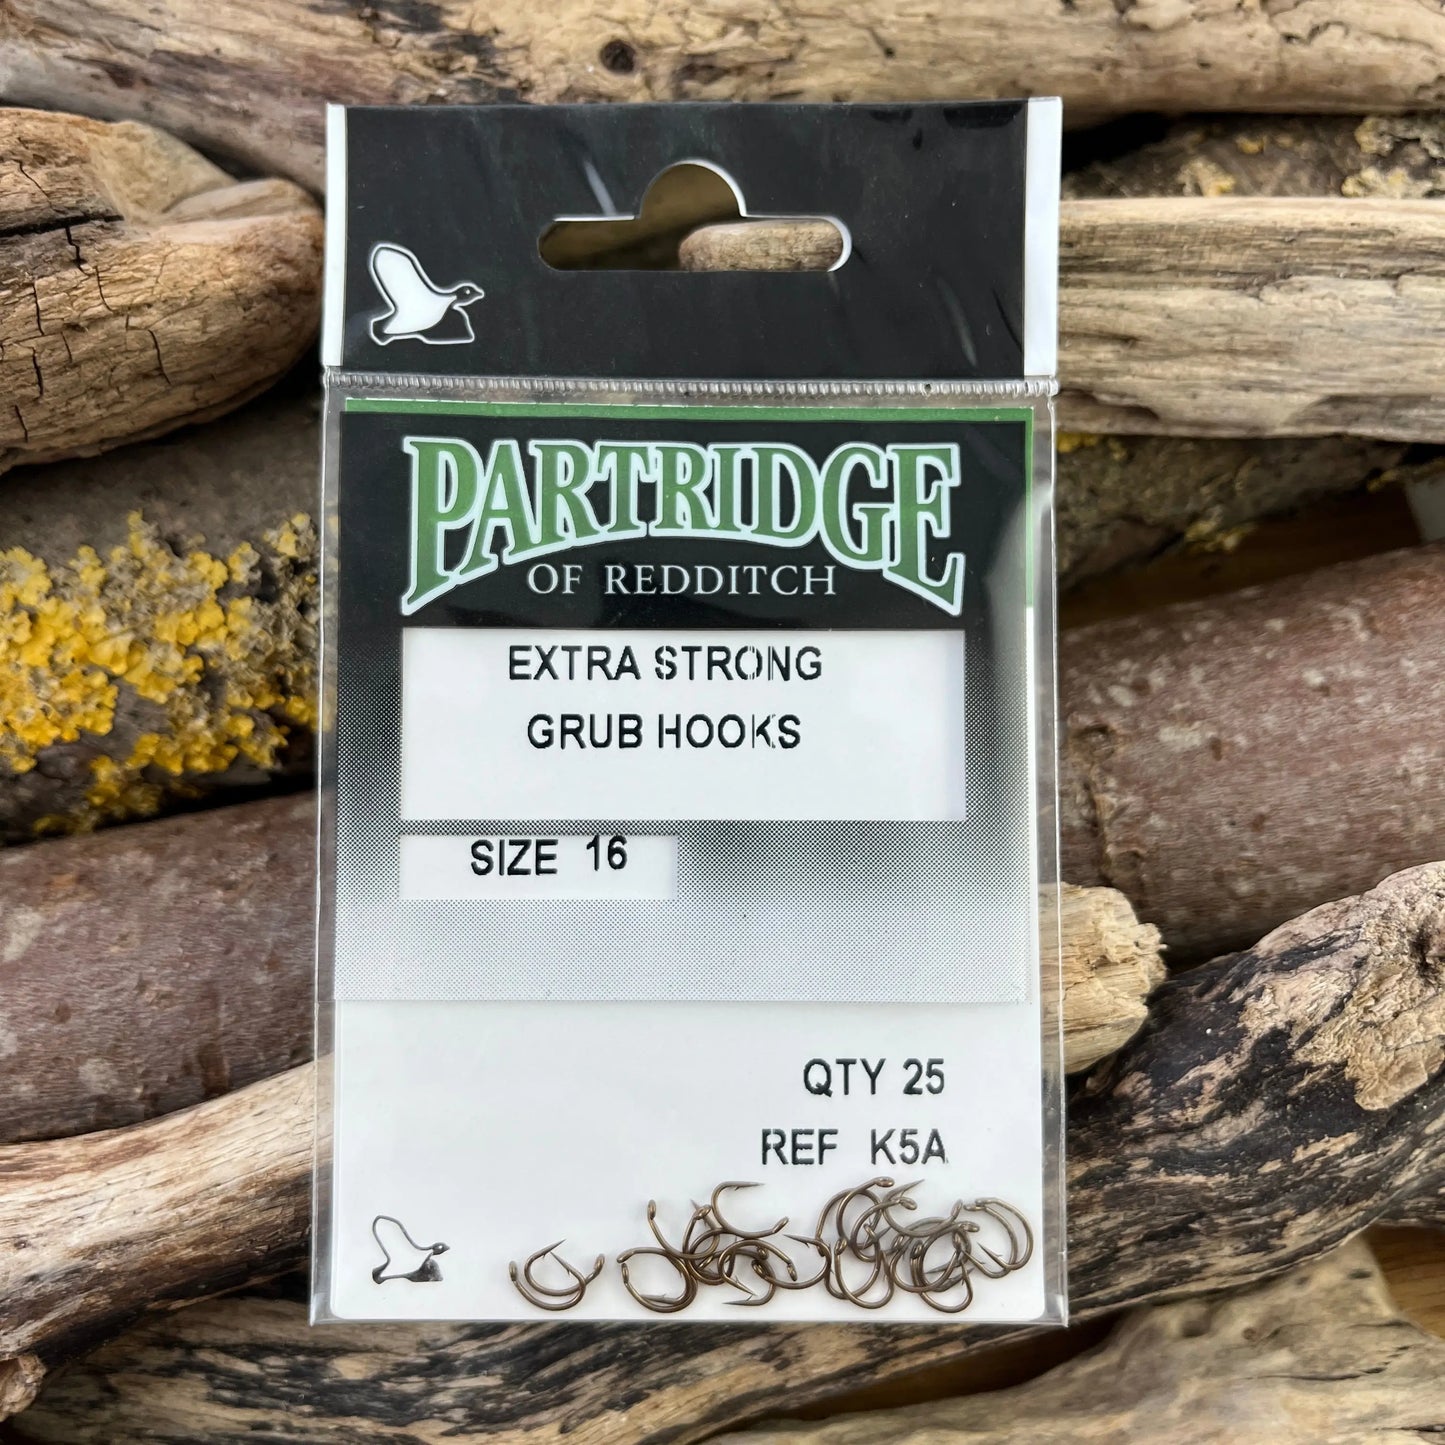 PARTRIDGE
OF REDDITCH
EXTRA STRONG
GRUB HOOKS
SIZE 16
QTY 25
REF K5A